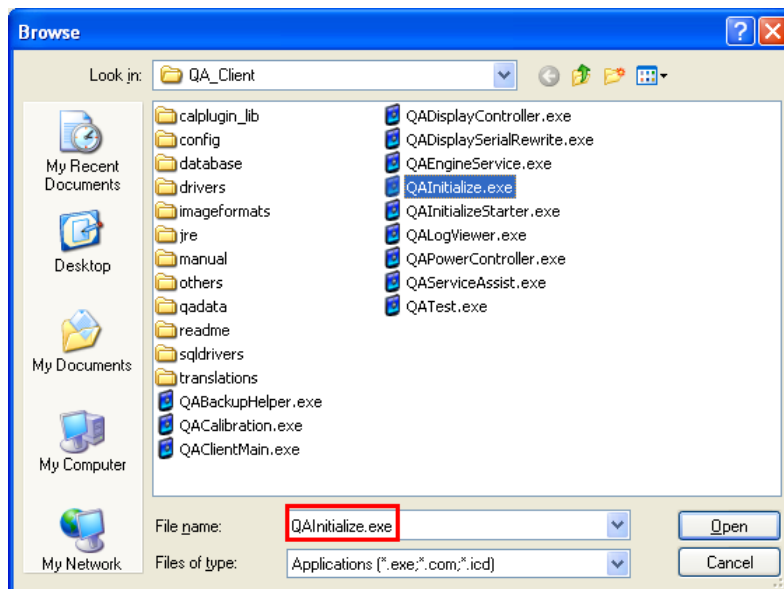 Browse
Look in: QA_Client
My Recent
Documents
Desktop
My Documents
My Computer
My Network
calplugin_lib
config
database
drivers
imageformats
jre
manual
others
qadata
readme
sqldrivers
translations
QABackupHelper.exe
QACalibration.exe
QAClientMain.exe
QADisplayController.exe
QADisplaySerialRewrite.exe
QAEngineService.exe
QAInitialize.exe
QAInitializeStarter.exe
QALogViewer.exe
QAPowerController.exe
QAServiceAssist.exe
QATest.exe
File name: QAInitialize.exe Open
Files of type: Applications (*.exe;*.com;*.icd) Cancel